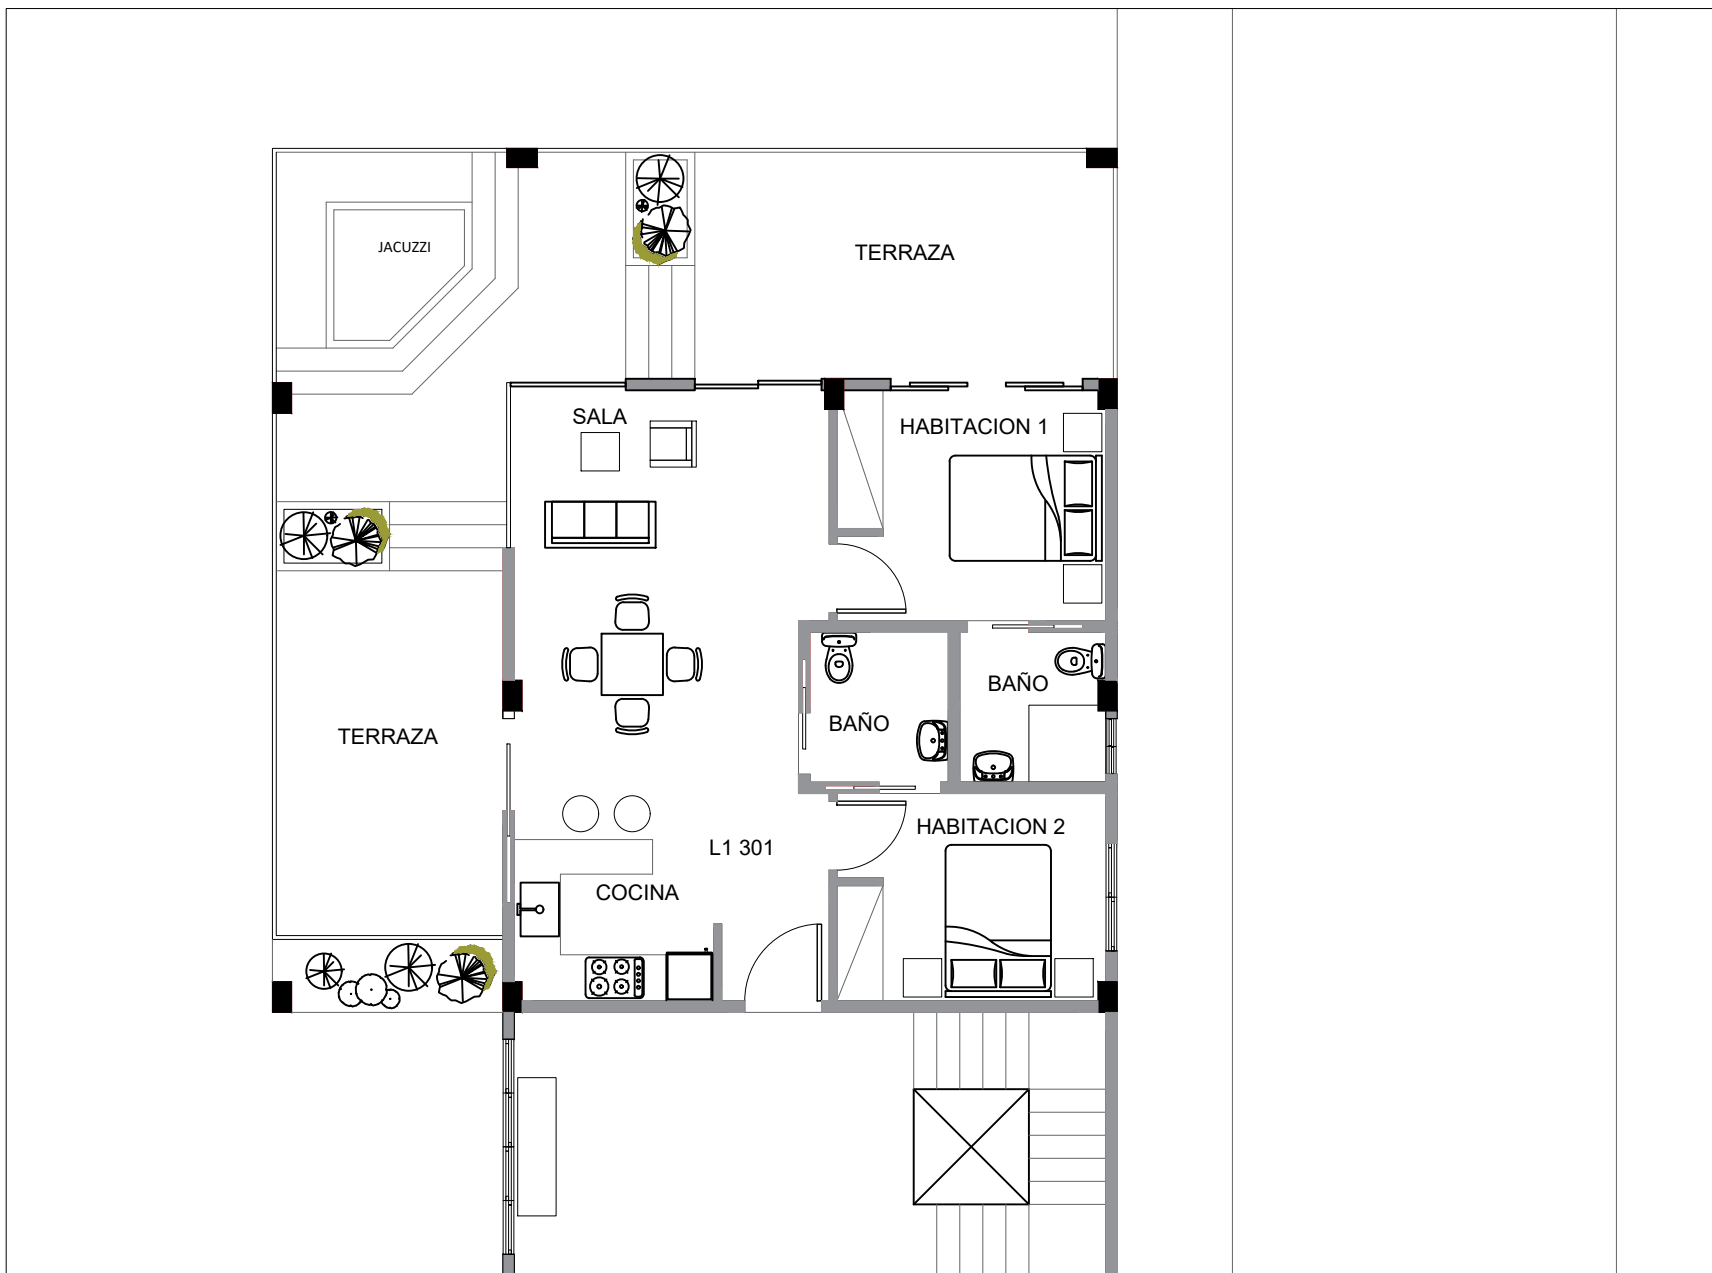 JACUZZI
TERRAZA
SALA
HABITACION 1
BAÑO
BAÑO
TERRAZA
HABITACION 2
L1 301
COCINA